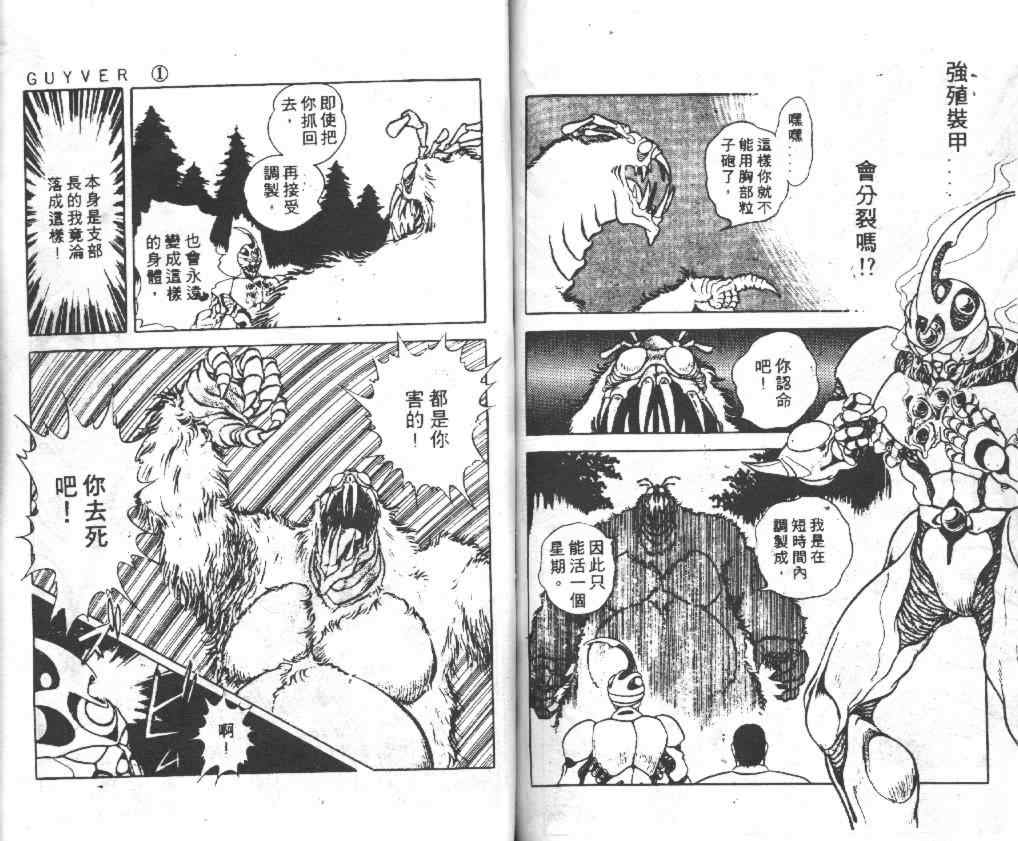 強殖裝甲‥‥
會分裂嗎!?
嘿嘿‥‥
這樣你就不
能用胸部粒
子砲了，
你認命
吧！
我是在
短時間內
調製成，
因此只
能活一個
星期。
GUYVER ①
即使把
你抓回
去，
再接受
調製，
也會永遠
變成這樣
的身體，
本身是支部
長的我竟淪
落成這樣！
都是你
害的！
你去死
吧！
啊！